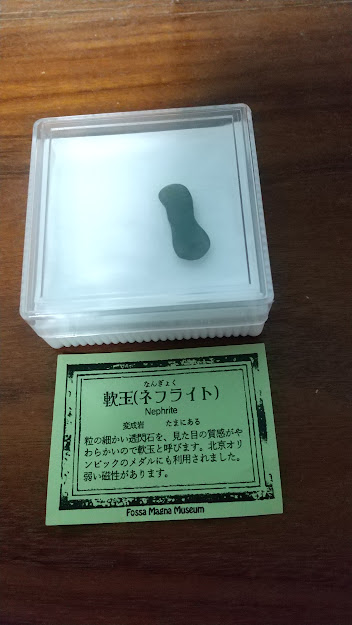 なんぎょく
軟玉(ネフライト)
Nephrite
変成岩 たまにある
粒の細かい透閃石を、見た目の質感がや
わらかいので軟玉と呼びます。北京オリ
ンピックのメダルにも利用されました。
弱い磁性があります。
Fossa Magna Museum